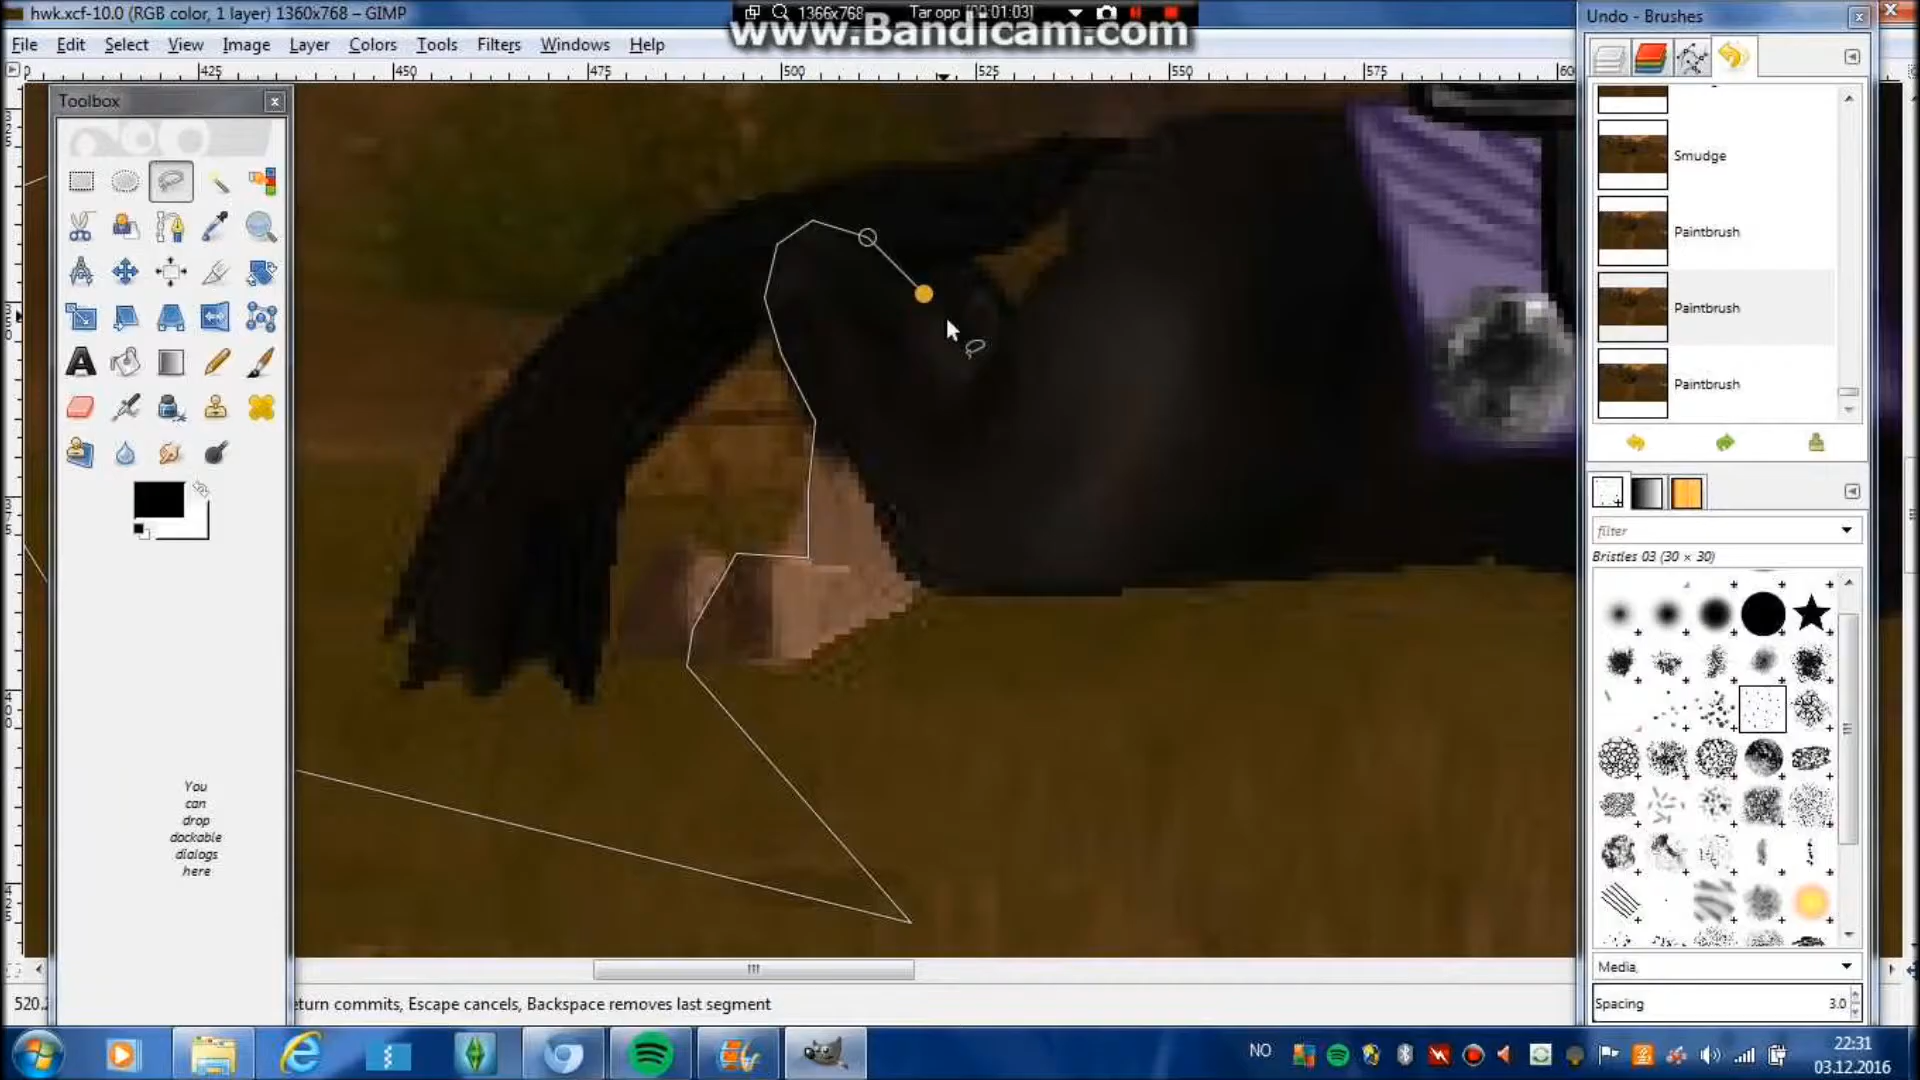 hwk.xcf-10.0 (RGB color, 1 layer) 1360x768 – GIMP
1366x768
Tar opp [00:01:03]
www.Bandicam.com
Undo - Brushes
File Edit Select View Image Layer Colors Tools Filters Windows Help
425 450 475 500 525 550 575 60
Toolbox
Smudge
Paintbrush
Paintbrush
Paintbrush
You
can
drop
dockable
dialogs
here
filter
Bristles 03 (30 × 30)
Media,
Spacing 3.0
520. eturn commits, Escape cancels, Backspace removes last segment
NO
22:31
03.12.2016